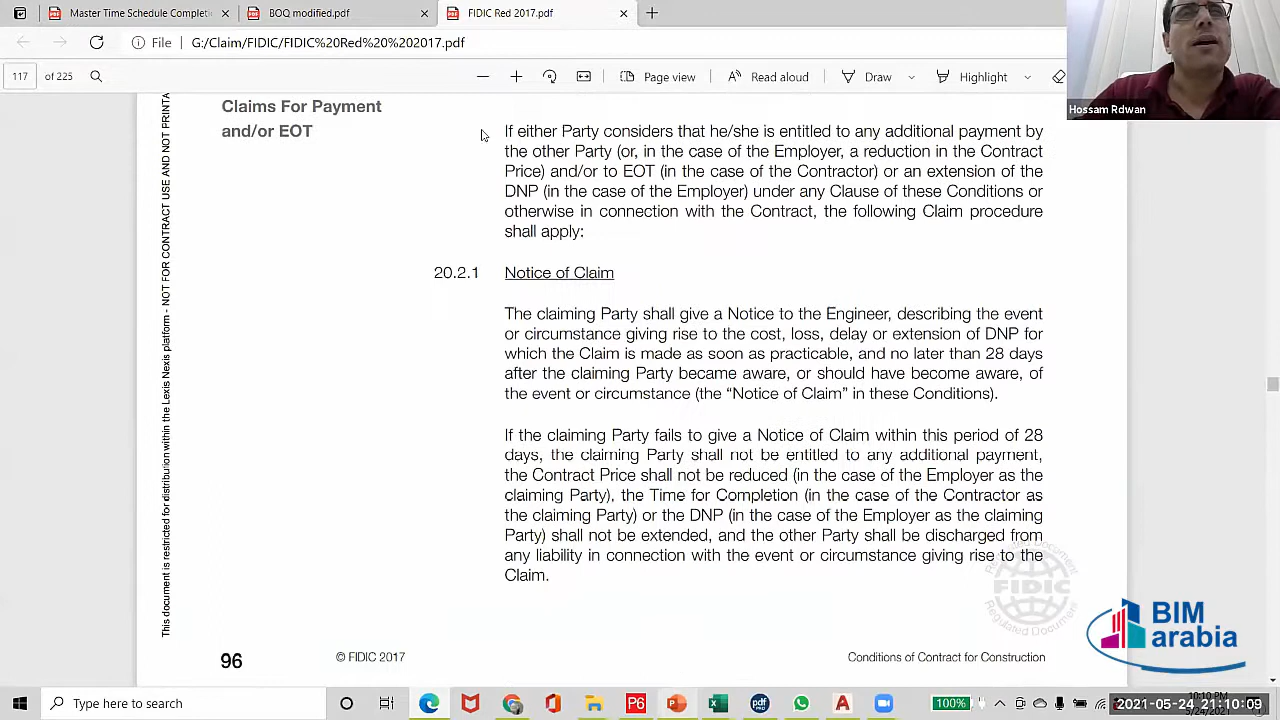 Master Time Schedule Completi
BOQ modified.pdf
FIDIC Red 2017.pdf
File
G:/Claim/FIDIC/FIDIC%20Red%20%202017.pdf
117 of 225
Page view
Read aloud
Draw
Highlight
Hossam Rdwan
Claims For Payment
and/or EOT
If either Party considers that he/she is entitled to any additional payment by
the other Party (or, in the case of the Employer, a reduction in the Contract
Price) and/or to EOT (in the case of the Contractor) or an extension of the
DNP (in the case of the Employer) under any Clause of these Conditions or
otherwise in connection with the Contract, the following Claim procedure
shall apply:
20.2.1 Notice of Claim
The claiming Party shall give a Notice to the Engineer, describing the event
or circumstance giving rise to the cost, loss, delay or extension of DNP for
which the Claim is made as soon as practicable, and no later than 28 days
after the claiming Party became aware, or should have become aware, of
the event or circumstance (the “Notice of Claim” in these Conditions).
If the claiming Party fails to give a Notice of Claim within this period of 28
days, the claiming Party shall not be entitled to any additional payment,
the Contract Price shall not be reduced (in the case of the Employer as the
claiming Party), the Time for Completion (in the case of the Contractor as
the claiming Party) or the DNP (in the case of the Employer as the claiming
Party) shall not be extended, and the other Party shall be discharged from
any liability in connection with the event or circumstance giving rise to the
Claim.
This document is restricted for distribution within the Lexis Nexis platform - NOT FOR CONTRACT USE AND NOT PRINTA
FIDIC
Regulated Document
BIM
arabia
96
© FIDIC 2017
Conditions of Contract for Construction
Type here to search
P6
100%
10:10 PM
2021-05-24 21:10:09